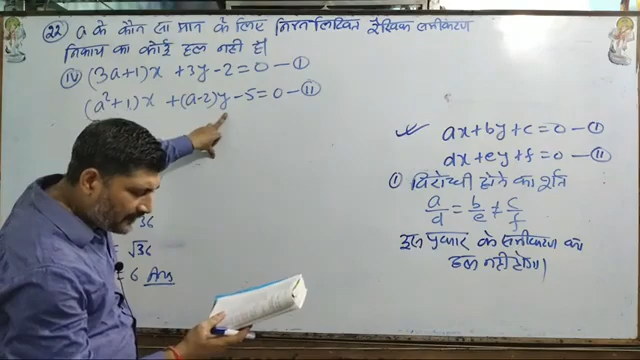 (22) a के कौन सा मान के लिए निम्नलिखित रैखिक समीकरण
निकाय का कोई हल नही है|
(iv) (3a+1)x + 3y - 2 = 0 — (I)
(a²+1)x + (a-2)y - 5 = 0 — (II)
36
= √36
= 6 Ans
ax + by + c = 0 — (I)
dx + ey + f = 0 — (II)
(1) विरोधी होने का शर्त
a/d = b/e ≠ c/f
इस प्रकार के समीकरण का
हल नही होगा|